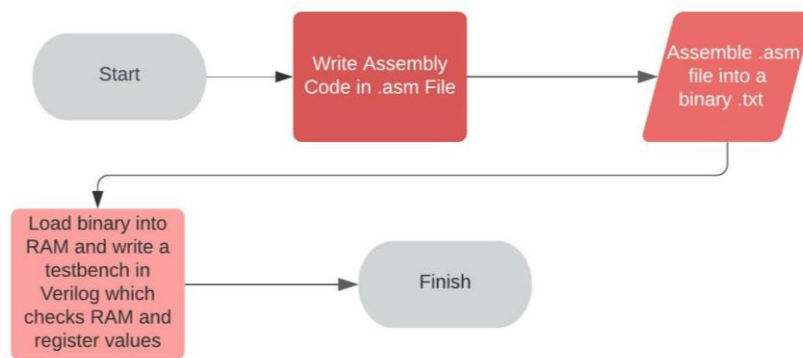 Start
Write Assembly
Code in .asm File
Assemble .asm
file into a
binary .txt
Load binary into
RAM and write a
testbench in
Verilog which
checks RAM and
register values
Finish